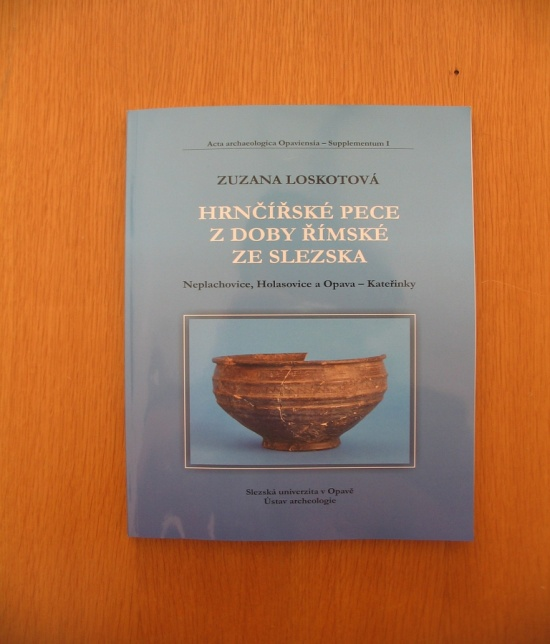 Acta archaeologica Opaviensia – Supplementum 1
ZUZANA LOSKOTOVÁ
HRNČÍŘSKÉ PECE
Z DOBY ŘÍMSKÉ
ZE SLEZSKA
Neplachovice, Holasovice a Opava – Kateřinky
Slezská univerzita v Opavě
Ústav archeologie